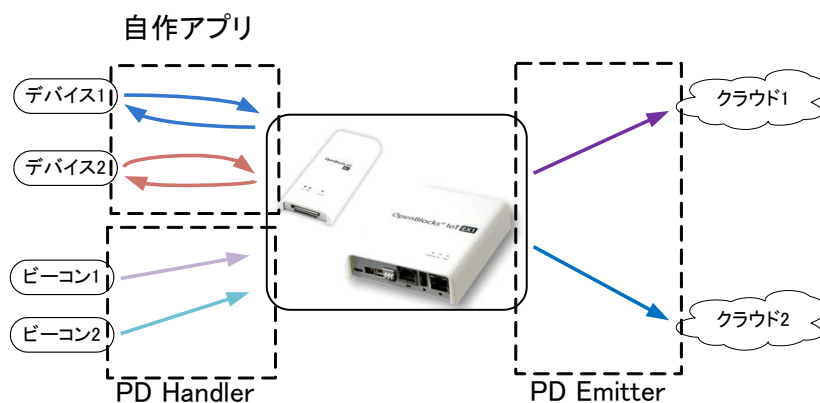 自作アプリ
デバイス1
デバイス2
ビーコン1
ビーコン2
PD Handler
OpenBlocks IoT
OpenBlocks™ IoT EX1
PD Emitter
クラウド1
クラウド2